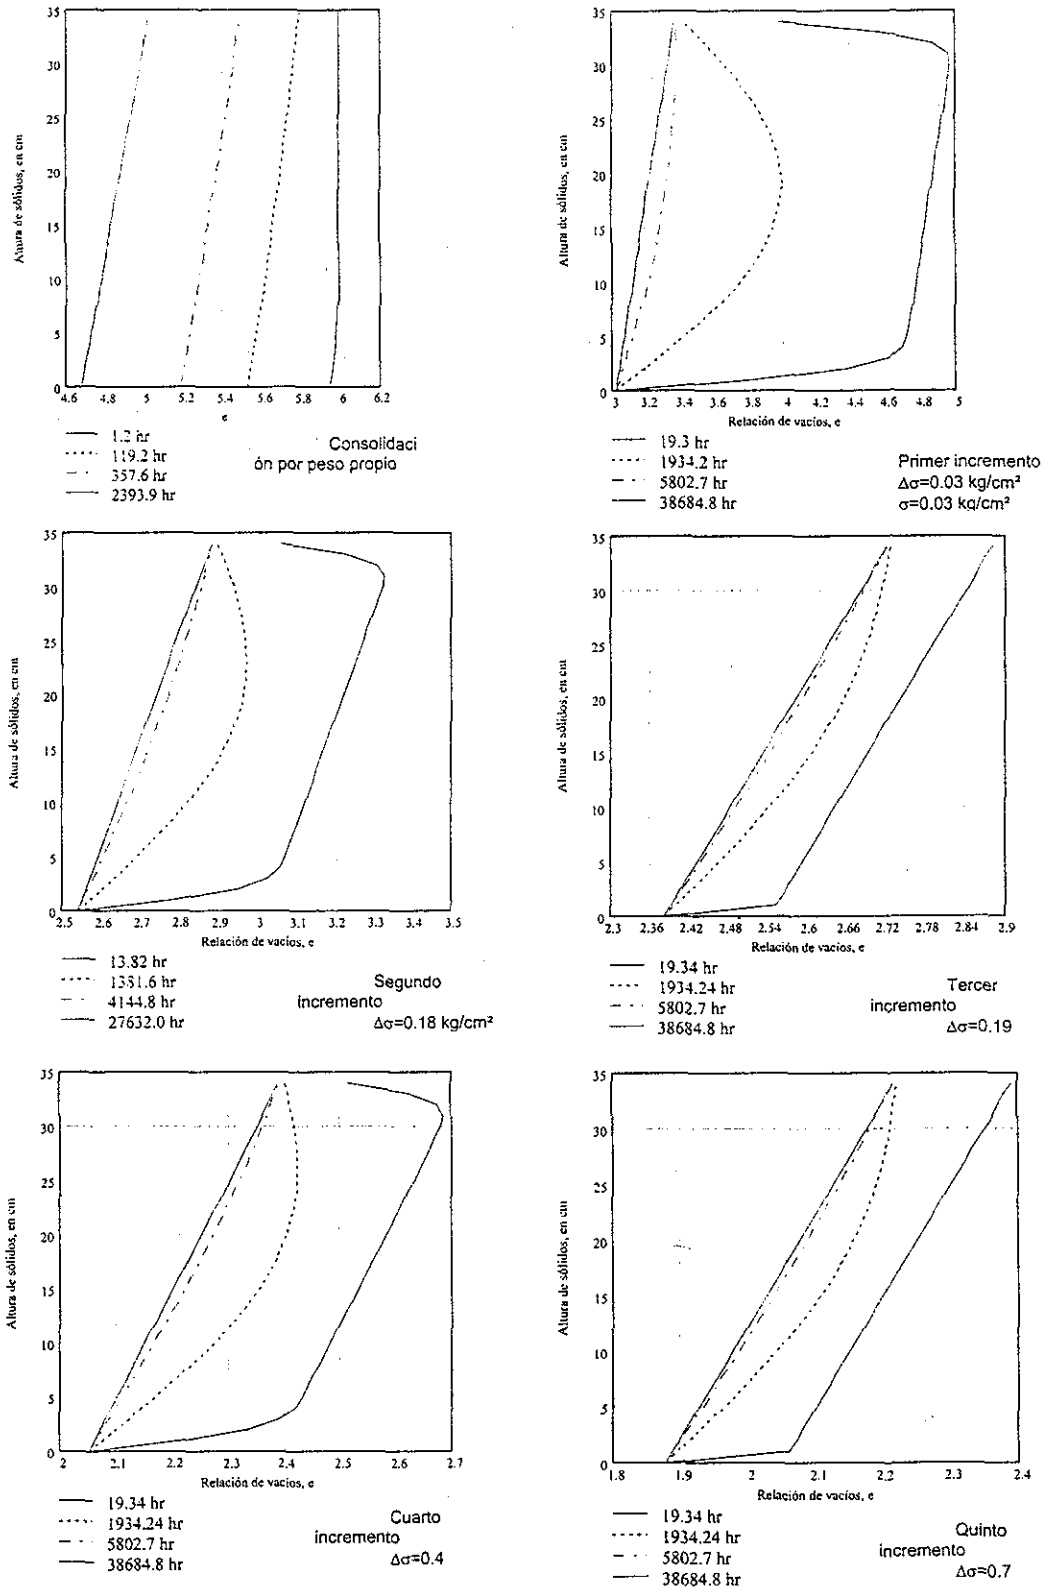 35
30
25
20
15
10
5
0
Altura de sólidos, en cm
4.6 4.8 5 5.2 5.4 5.6 5.8 6 6.2
e
1.2 hr
119.2 hr
357.6 hr
2393.9 hr
Consolidaci
ón por peso propio
35
30
25
20
15
10
5
0
Altura de sólidos, en cm
3 3.2 3.4 3.6 3.8 4 4.2 4.4 4.6 4.8 5
Relación de vacíos, e
19.3 hr
1934.2 hr
5802.7 hr
38684.8 hr
Primer incremento
Δσ=0.03 kg/cm²
σ=0.03 kg/cm²
35
30
25
20
15
10
5
0
Altura de sólidos, en cm
2.5 2.6 2.7 2.8 2.9 3 3.1 3.2 3.3 3.4 3.5
Relación de vacíos, e
13.82 hr
1381.6 hr
4144.8 hr
27632.0 hr
Segundo
incremento
Δσ=0.18 kg/cm²
35
30
25
20
15
10
5
0
Altura de sólidos, en cm
2.3 2.36 2.42 2.48 2.54 2.6 2.66 2.72 2.78 2.84 2.9
Relación de vacíos, e
19.34 hr
1934.24 hr
5802.7 hr
38684.8 hr
Tercer
incremento
Δσ=0.19
35
30
25
20
15
10
5
0
Altura de sólidos, en cm
2 2.1 2.2 2.3 2.4 2.5 2.6 2.7
Relación de vacíos, e
19.34 hr
1934.24 hr
5802.7 hr
38684.8 hr
Cuarto
incremento
Δσ=0.4
35
30
25
20
15
10
5
0
Altura de sólidos, en cm
1.8 1.9 2 2.1 2.2 2.3 2.4
Relación de vacíos, e
19.34 hr
1934.24 hr
5802.7 hr
38684.8 hr
Quinto
incremento
Δσ=0.7